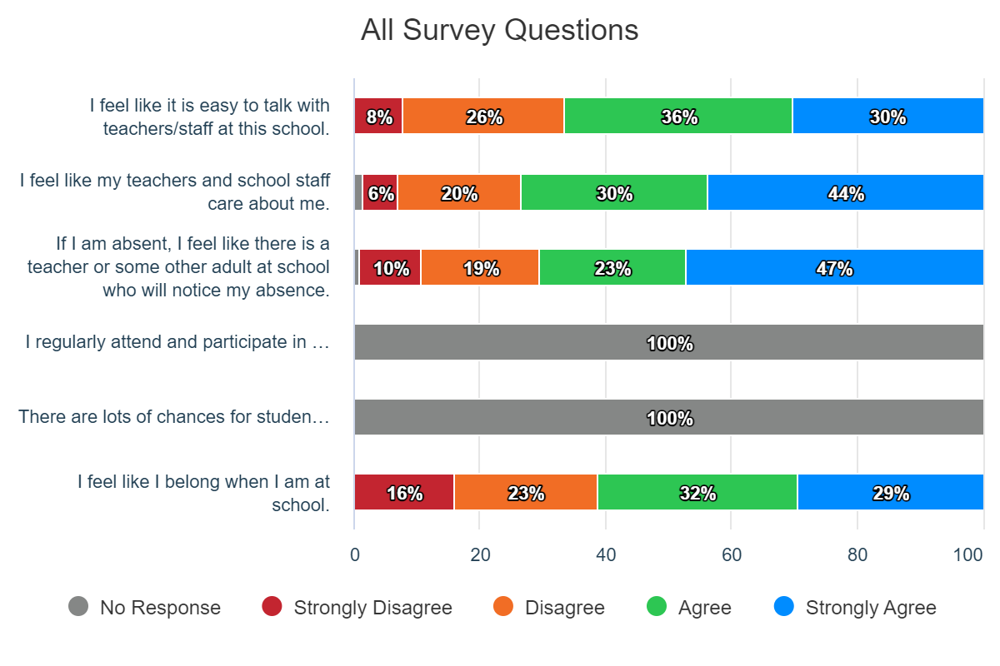 All Survey Questions
I feel like it is easy to talk with
teachers/staff at this school.
8% 26% 36% 30%
I feel like my teachers and school staff
care about me.
6% 20% 30% 44%
If I am absent, I feel like there is a
teacher or some other adult at school
who will notice my absence.
10% 19% 23% 47%
I regularly attend and participate in …
100%
There are lots of chances for studen…
100%
I feel like I belong when I am at
school.
16% 23% 32% 29%
0 20 40 60 80 100
No Response Strongly Disagree Disagree Agree Strongly Agree